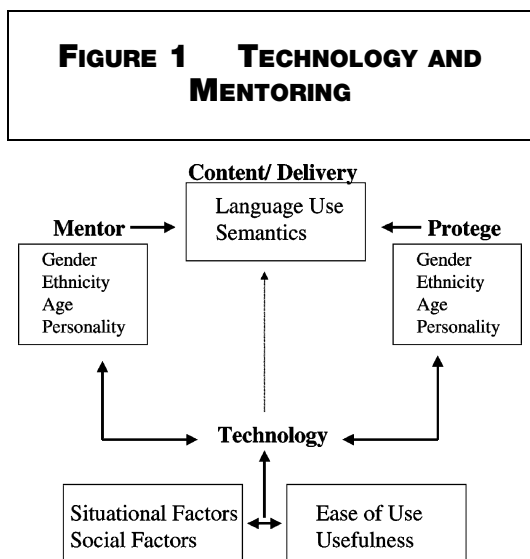 FIGURE 1 TECHNOLOGY AND
MENTORING
Content/ Delivery
Language Use
Semantics
Mentor
Protege
Gender
Ethnicity
Age
Personality
Gender
Ethnicity
Age
Personality
Technology
Situational Factors
Social Factors
Ease of Use
Usefulness